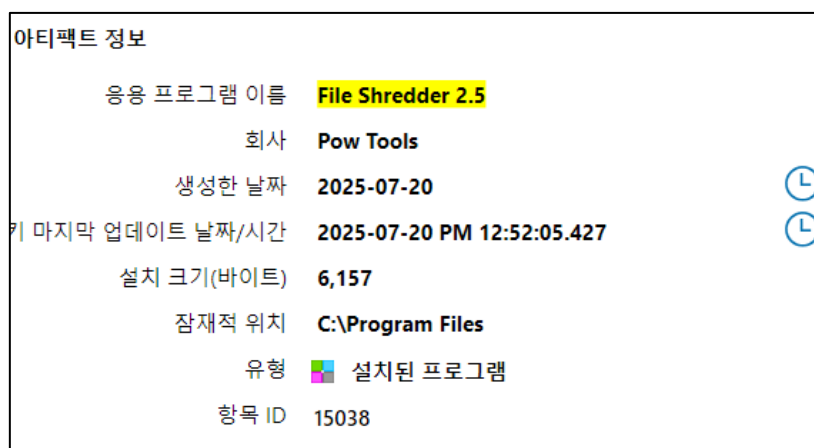 아티팩트 정보
응용 프로그램 이름 File Shredder 2.5
회사 Pow Tools
생성한 날짜 2025-07-20
키 마지막 업데이트 날짜/시간 2025-07-20 PM 12:52:05.427
설치 크기(바이트) 6,157
잠재적 위치 C:\Program Files
유형 설치된 프로그램
항목 ID 15038